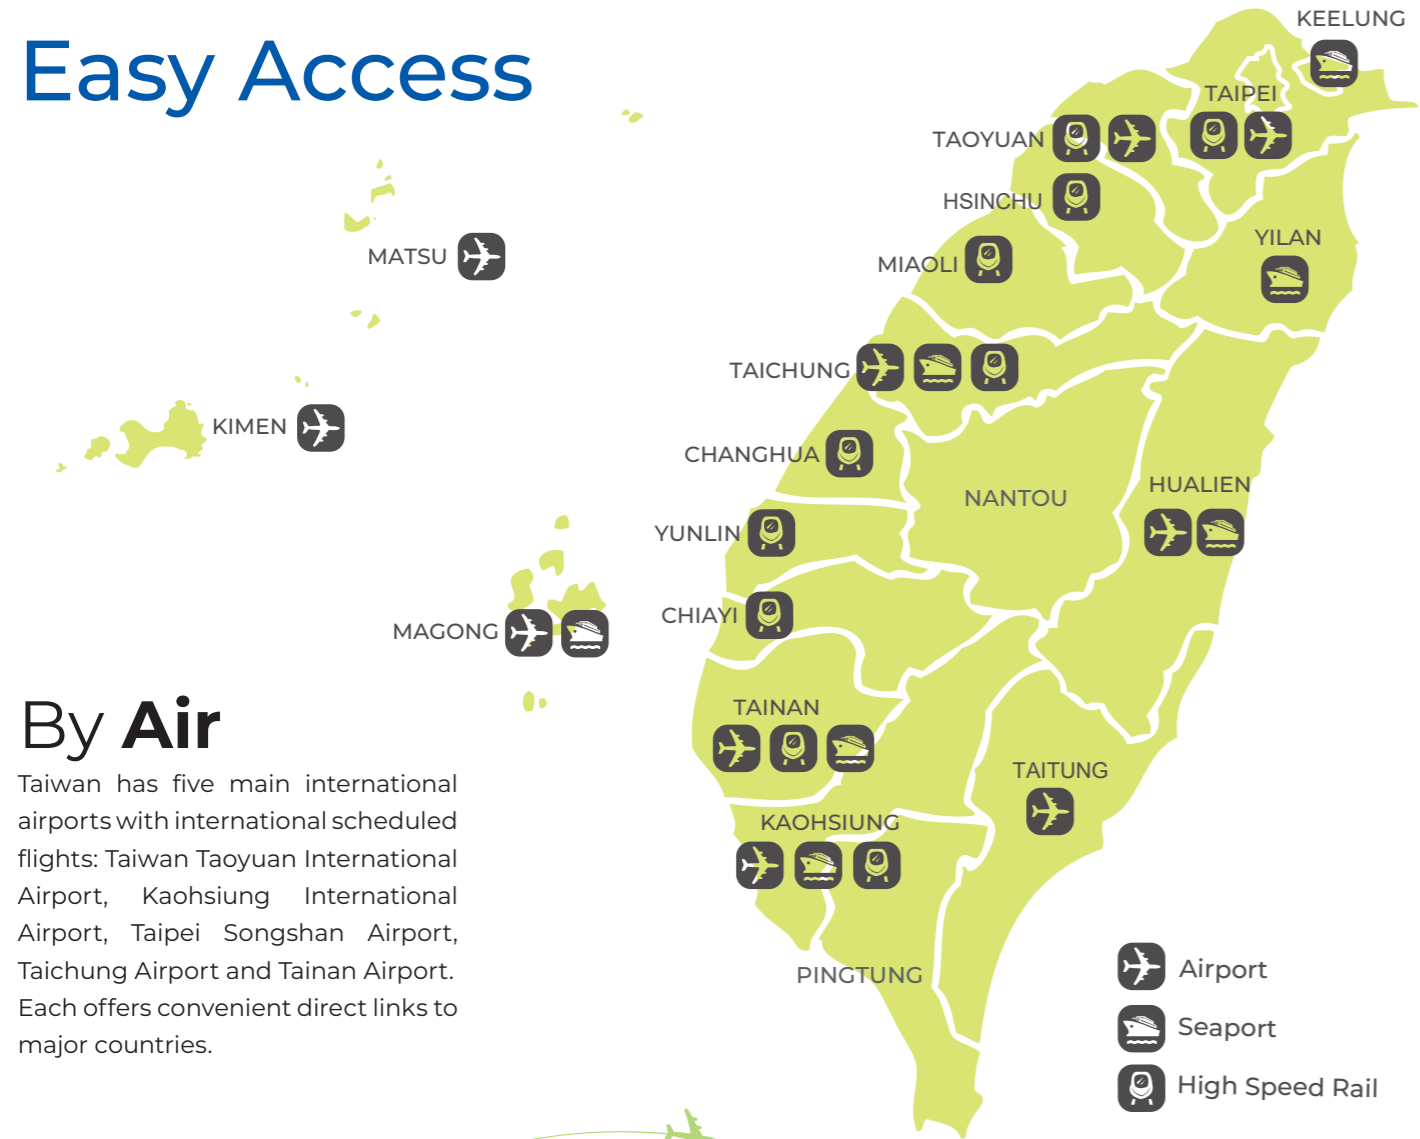 Easy Access
KEELUNG
TAIPEI
TAOYUAN
HSINCHU
YILAN
MATSU
MIAOLI
TAICHUNG
KIMEN
CHANGHUA
HUALIEN
NANTOU
YUNLIN
CHIAYI
MAGONG
TAINAN
TAITUNG
KAOHSIUNG
PINGTUNG
By Air
Taiwan has five main international
airports with international scheduled
flights: Taiwan Taoyuan International
Airport, Kaohsiung International
Airport, Taipei Songshan Airport,
Taichung Airport and Tainan Airport.
Each offers convenient direct links to
major countries.
Airport
Seaport
High Speed Rail